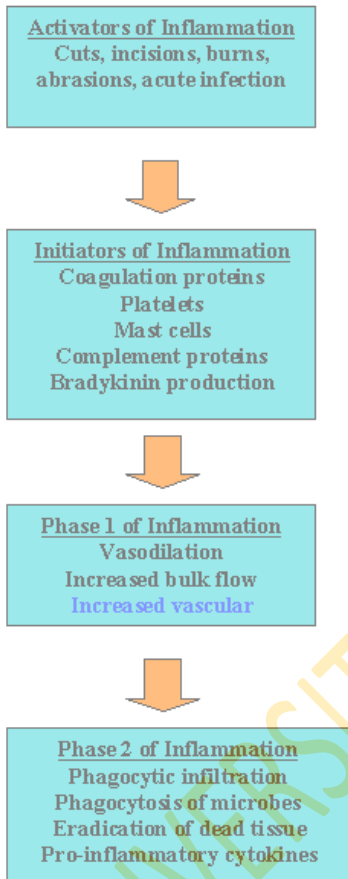 Activators of Inflammation
Cuts, incisions, burns,
abrasions, acute infection
Initiators of Inflammation
Coagulation proteins
Platelets
Mast cells
Complement proteins
Bradykinin production
Phase 1 of Inflammation
Vasodilation
Increased bulk flow
Increased vascular
Phase 2 of Inflammation
Phagocytic infiltration
Phagocytosis of microbes
Eradication of dead tissue
Pro-inflammatory cytokines